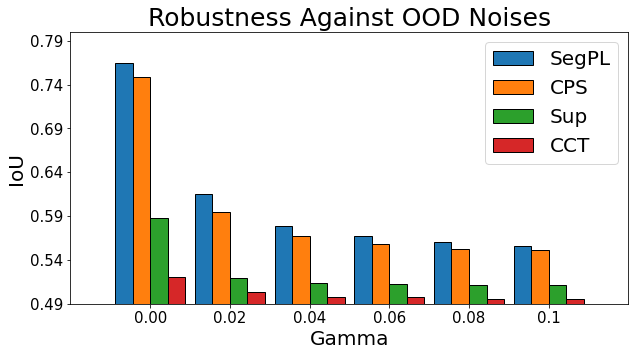 Robustness Against OOD Noises
IoU
0.79
0.74
0.69
0.64
0.59
0.54
0.49
SegPL
CPS
Sup
CCT
0.00 0.02 0.04 0.06 0.08 0.1
Gamma